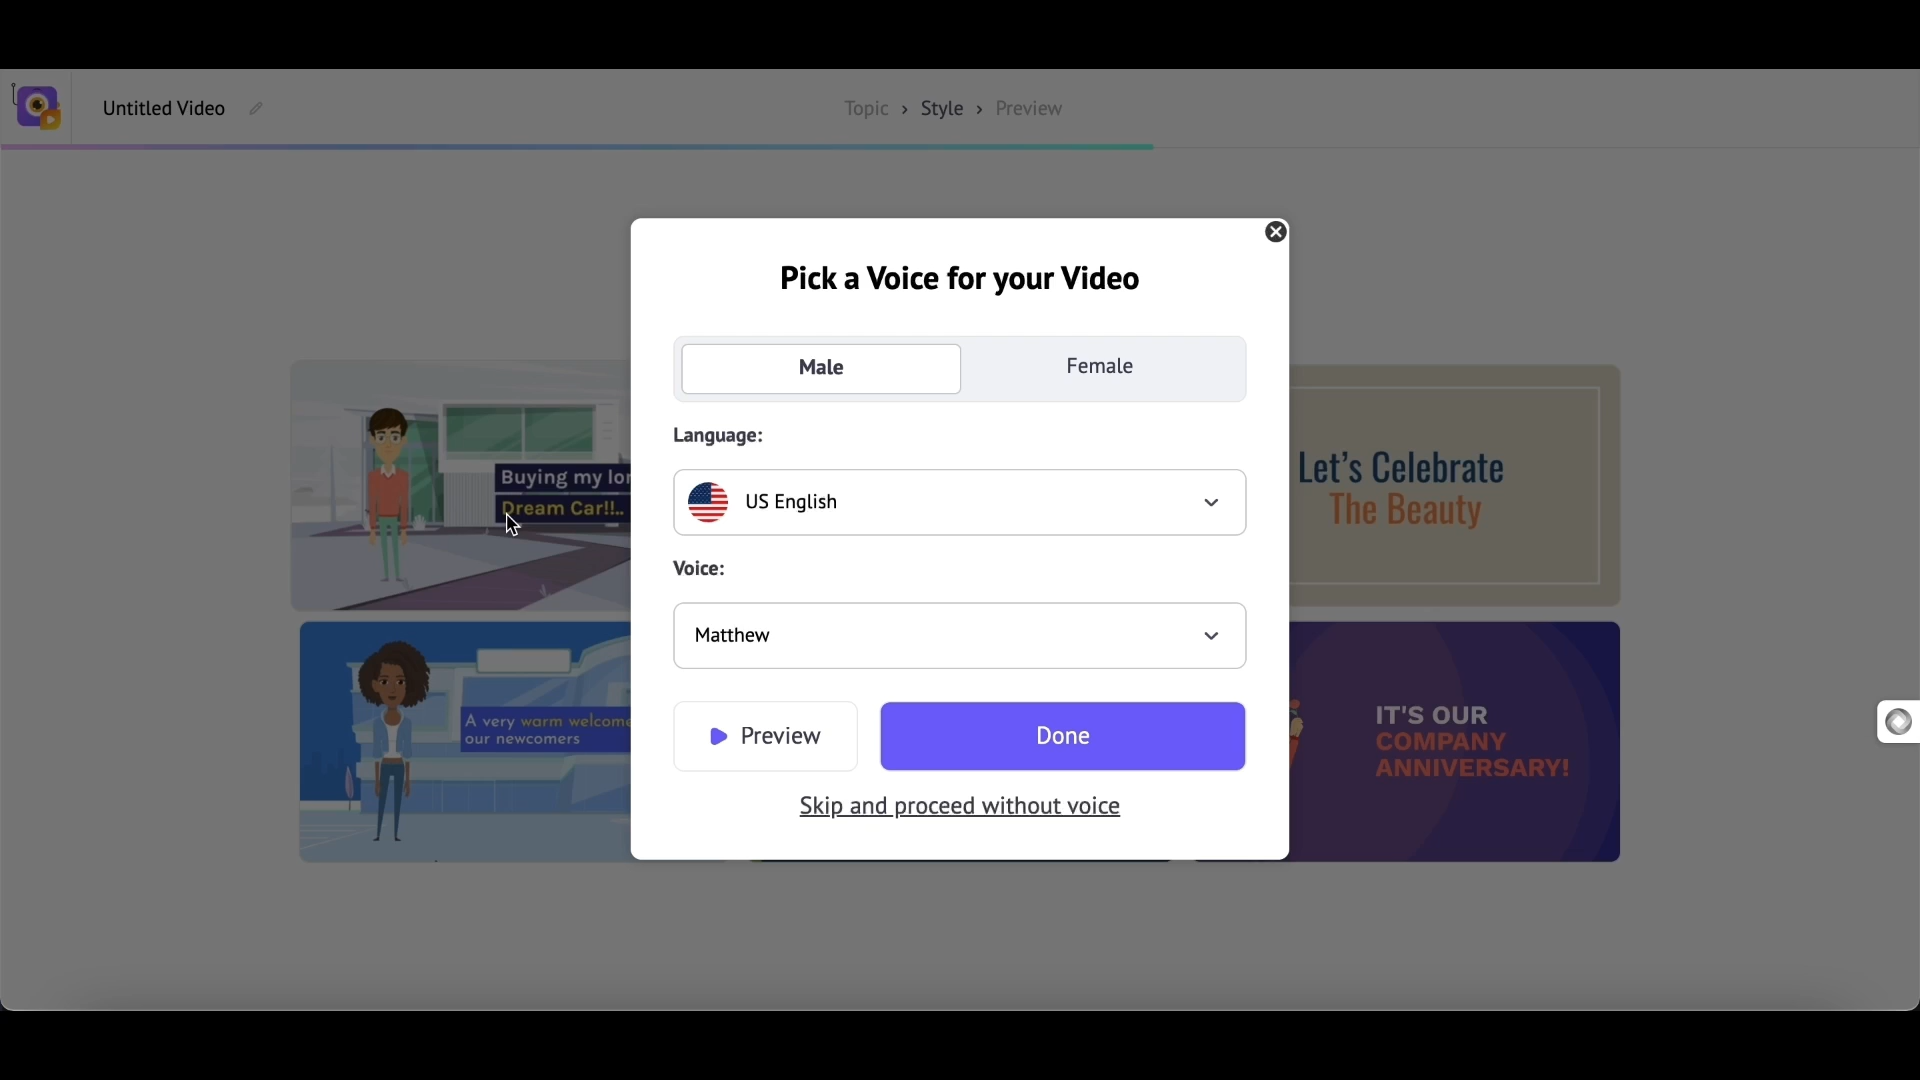 Untitled Video
Topic › Style › Preview
Pick a Voice for your Video
Male
Female
Language:
US English
Voice:
Matthew
Preview
Done
Skip and proceed without voice
Buying my
Dream Car!!..
Let's Celebrate
The Beauty
A very warm welcome
our newcomers
IT'S OUR
COMPANY
ANNIVERSARY!